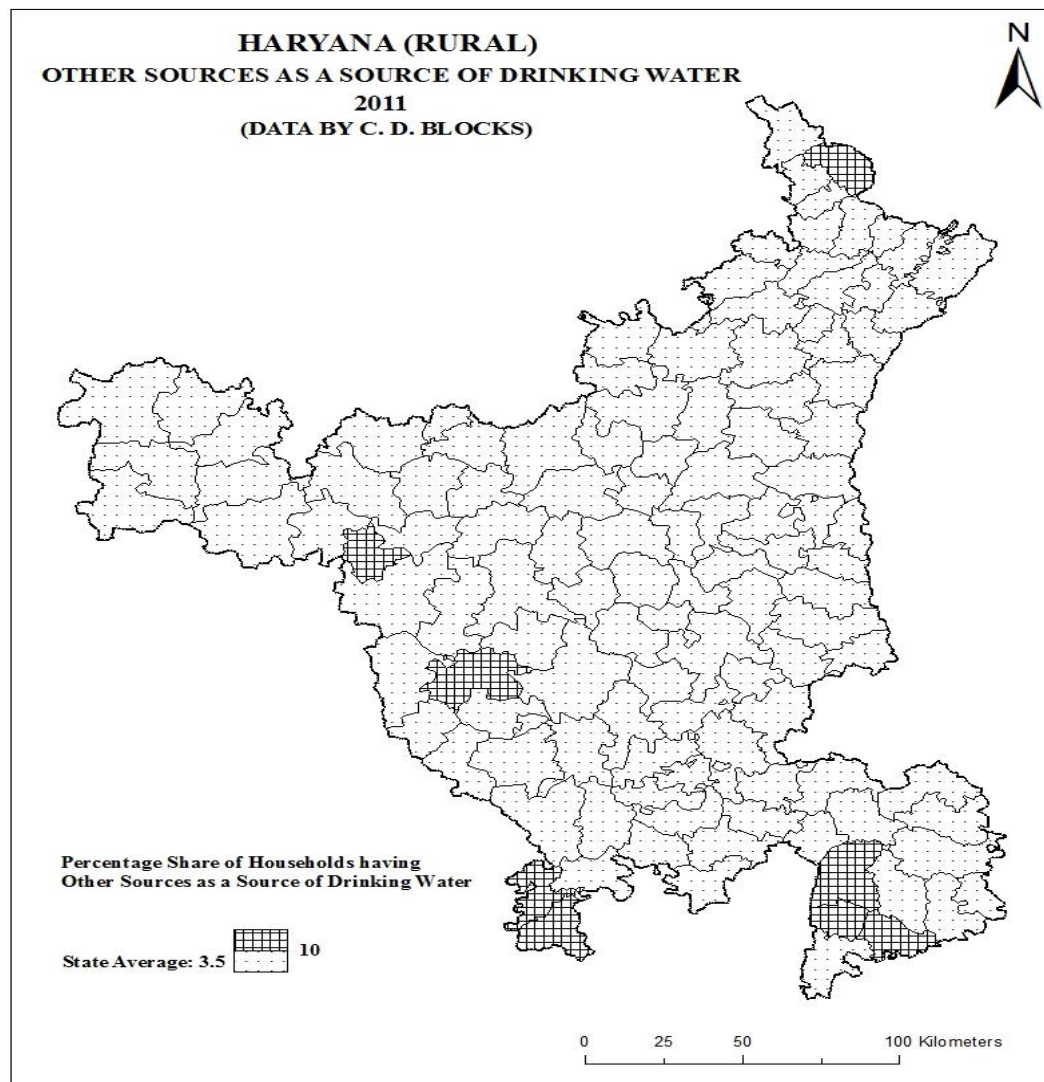 HARYANA (RURAL)
OTHER SOURCES AS A SOURCE OF DRINKING WATER
2011
(DATA BY C. D. BLOCKS)
N
Percentage Share of Households having
Other Sources as a Source of Drinking Water
10
State Average: 3.5
0 25 50 100 Kilometers